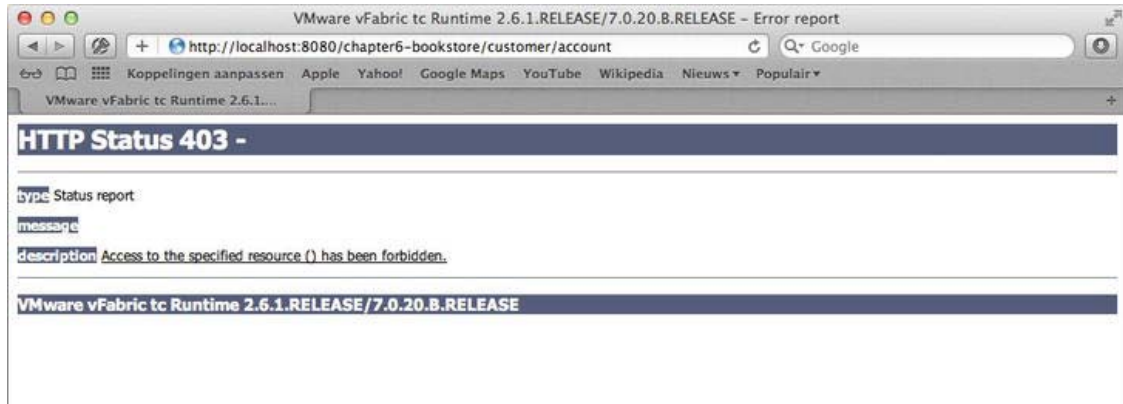 VMware vFabric tc Runtime 2.6.1.RELEASE/7.0.20.B.RELEASE – Error report
http://localhost:8080/chapter6-bookstore/customer/account
Google
Koppelingen aanpassen Apple Yahoo! Google Maps YouTube Wikipedia Nieuws Populair
VMware vFabric tc Runtime 2.6.1....
HTTP Status 403 -
type Status report
message
description Access to the specified resource () has been forbidden.
VMware vFabric tc Runtime 2.6.1.RELEASE/7.0.20.B.RELEASE